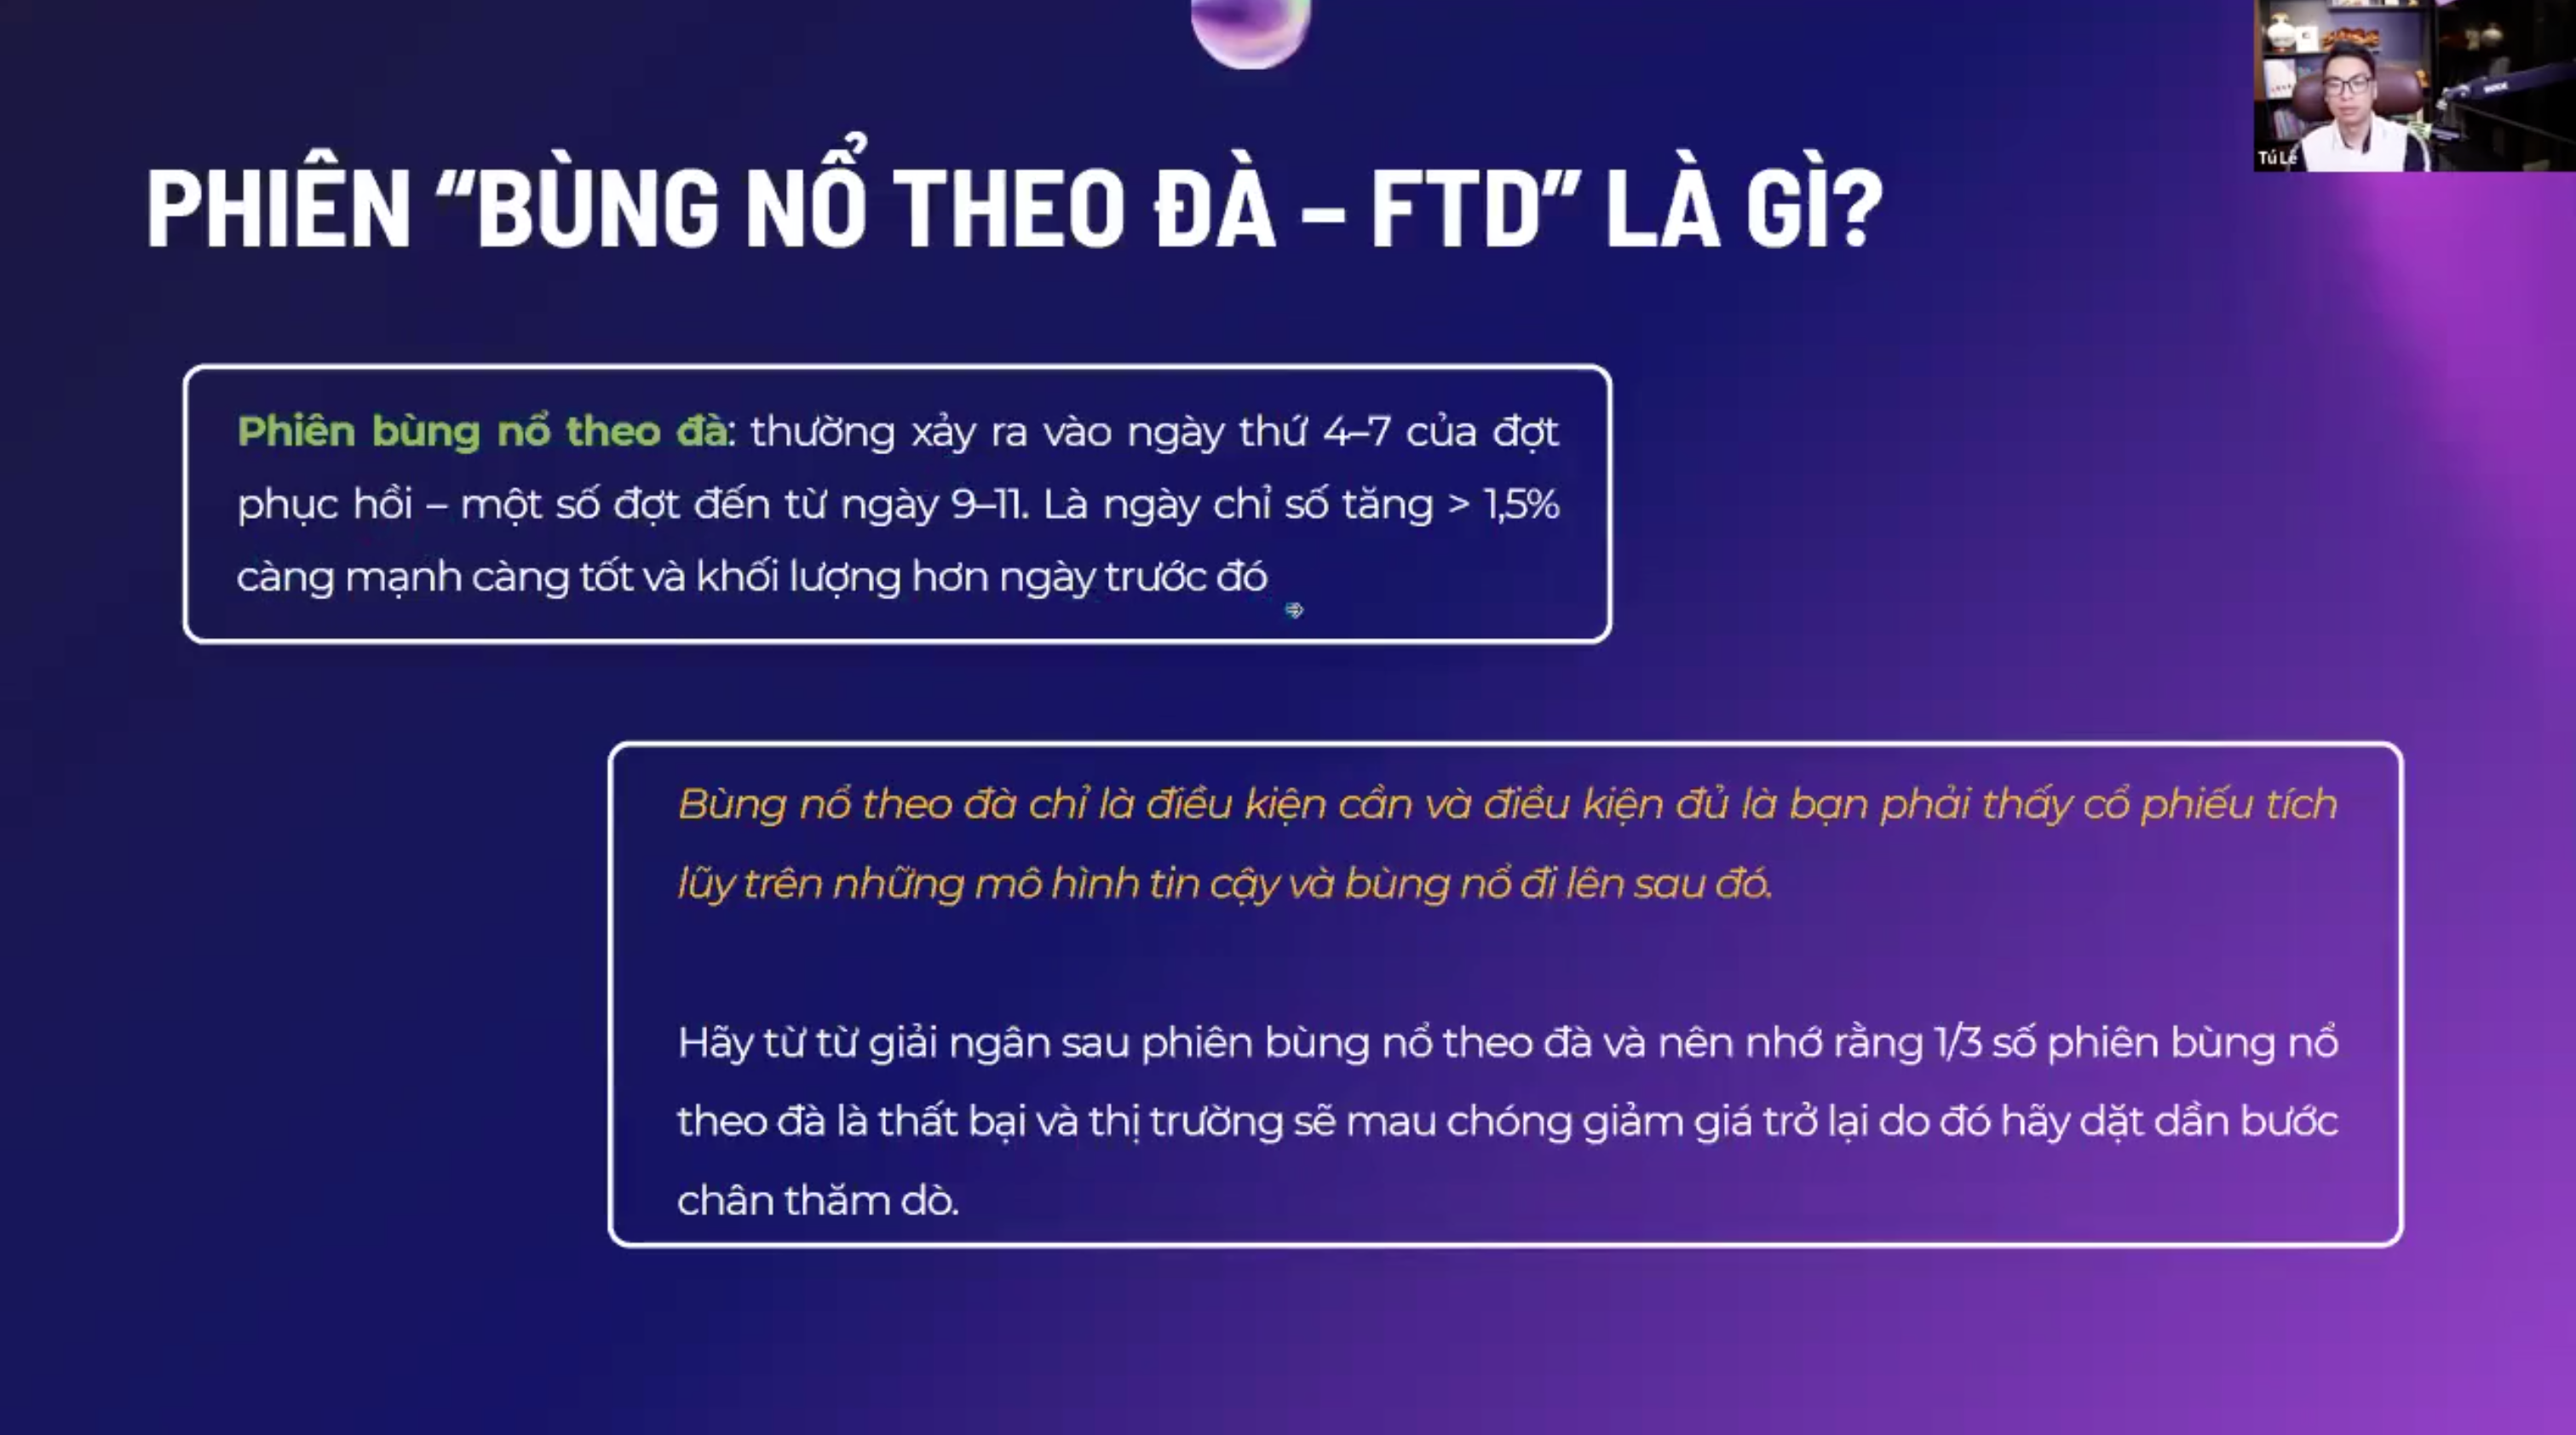 PHIÊN “BÙNG NỔ THEO ĐÀ – FTD” LÀ GÌ?
Tú Lê
Phiên bùng nổ theo đà: thường xảy ra vào ngày thứ 4–7 của đợt
phục hồi – một số đợt đến từ ngày 9–11. Là ngày chỉ số tăng > 1,5%
càng mạnh càng tốt và khối lượng hơn ngày trước đó
Bùng nổ theo đà chỉ là điều kiện cần và điều kiện đủ là bạn phải thấy cổ phiếu tích
lũy trên những mô hình tin cậy và bùng nổ đi lên sau đó.
Hãy từ từ giải ngân sau phiên bùng nổ theo đà và nên nhớ rằng 1/3 số phiên bùng nổ
theo đà là thất bại và thị trường sẽ mau chóng giảm giá trở lại do đó hãy dặt dần bước
chân thăm dò.